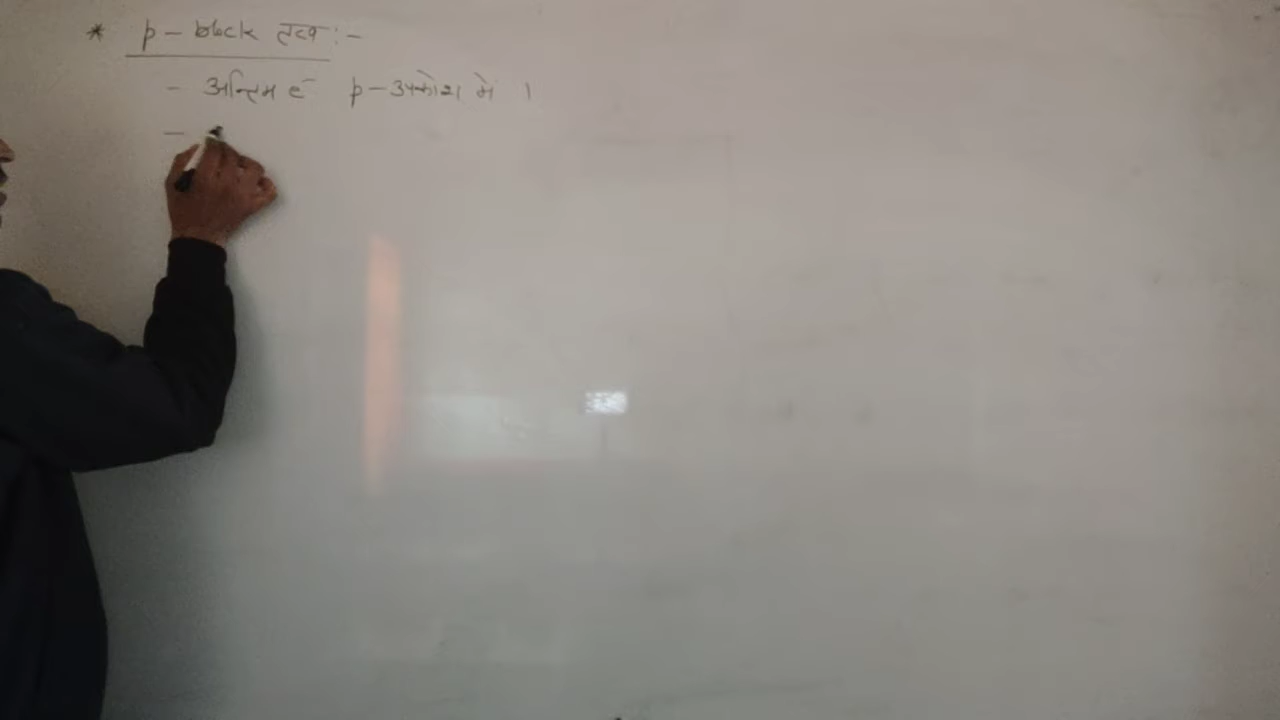 * p - block तत्व :-
- अन्तिम e⁻ p - उपकोश में ।
-